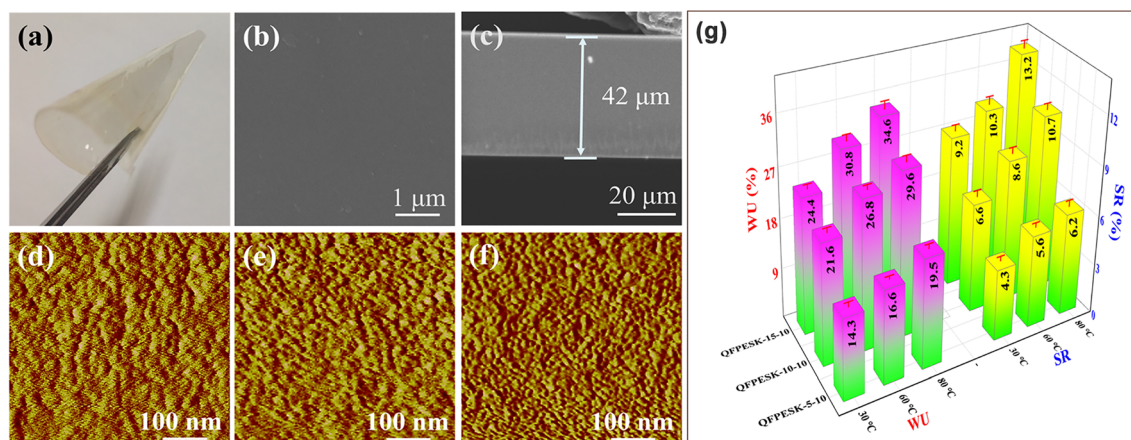 (a)
(b)
1 μm
(c)
42 μm
20 μm
(d)
100 nm
(e)
100 nm
(f)
100 nm
(g)
WU (%)
36
27
18
9
SR (%)
12
9
6
3
0
24.4
30.8
34.6
21.6
26.8
29.6
14.3
16.6
19.5
9.2
10.3
13.2
6.6
8.6
10.7
4.3
5.6
6.2
QFPESK-15-10
QFPESK-10-10
QFPESK-5-10
30 °C
60 °C
80 °C
-
30 °C
60 °C
80 °C
WU
SR